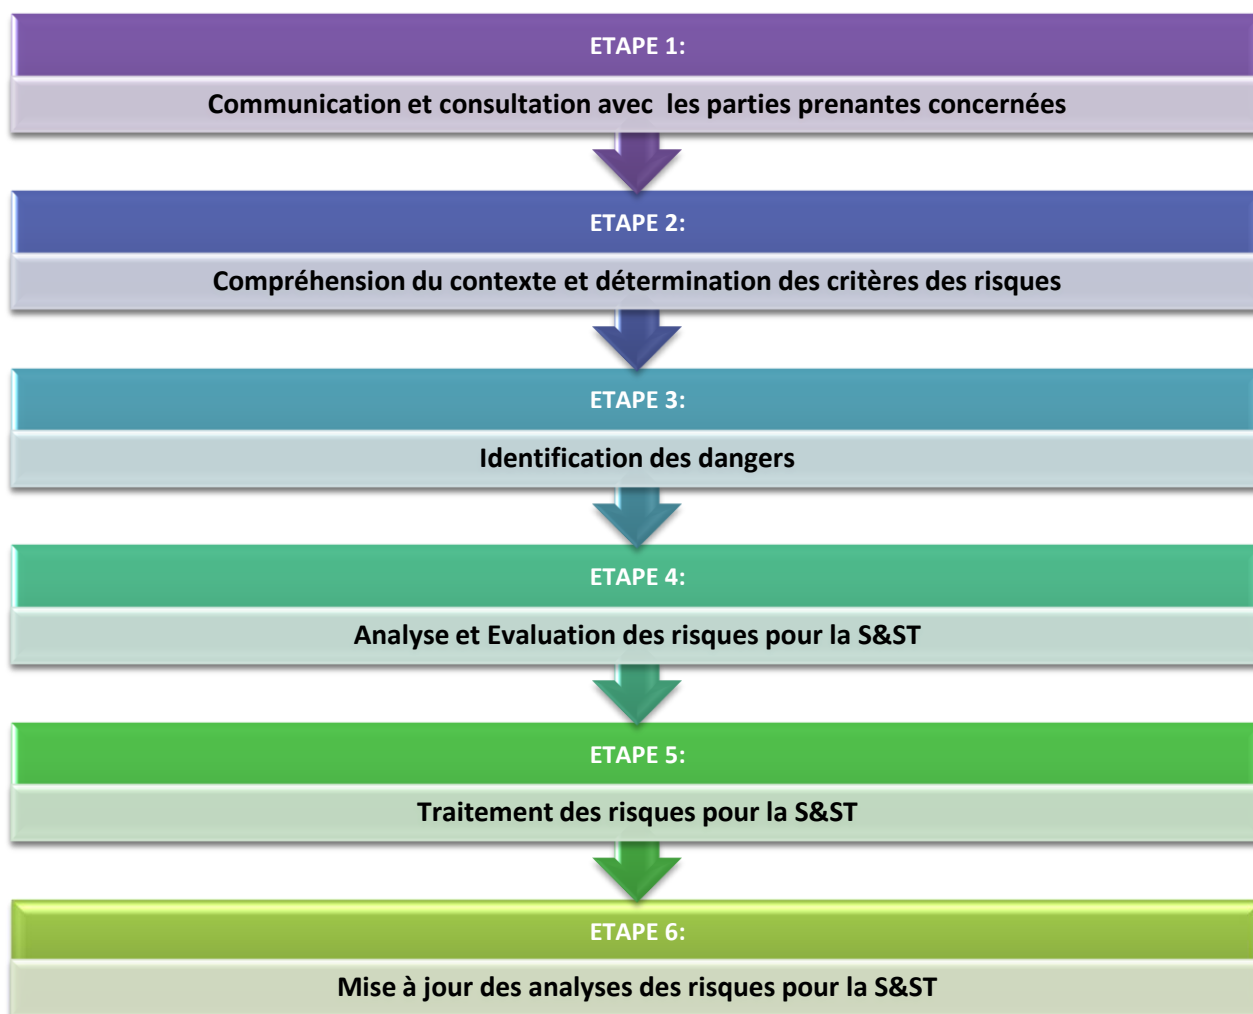 ETAPE 1:
Communication et consultation avec les parties prenantes concernées
ETAPE 2:
Compréhension du contexte et détermination des critères des risques
ETAPE 3:
Identification des dangers
ETAPE 4:
Analyse et Evaluation des risques pour la S&ST
ETAPE 5:
Traitement des risques pour la S&ST
ETAPE 6:
Mise à jour des analyses des risques pour la S&ST